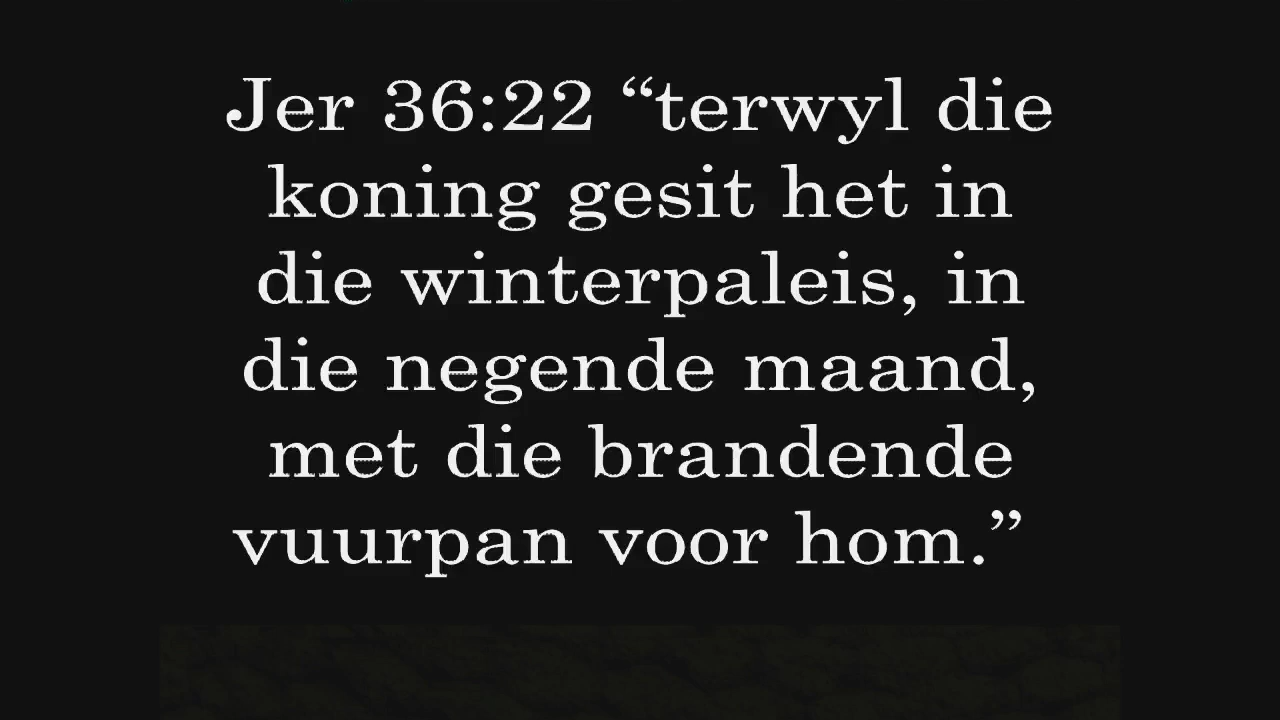 Jer 36:22 “terwyl die
koning gesit het in
die winterpaleis, in
die negende maand,
met die brandende
vuurpan voor hom.”